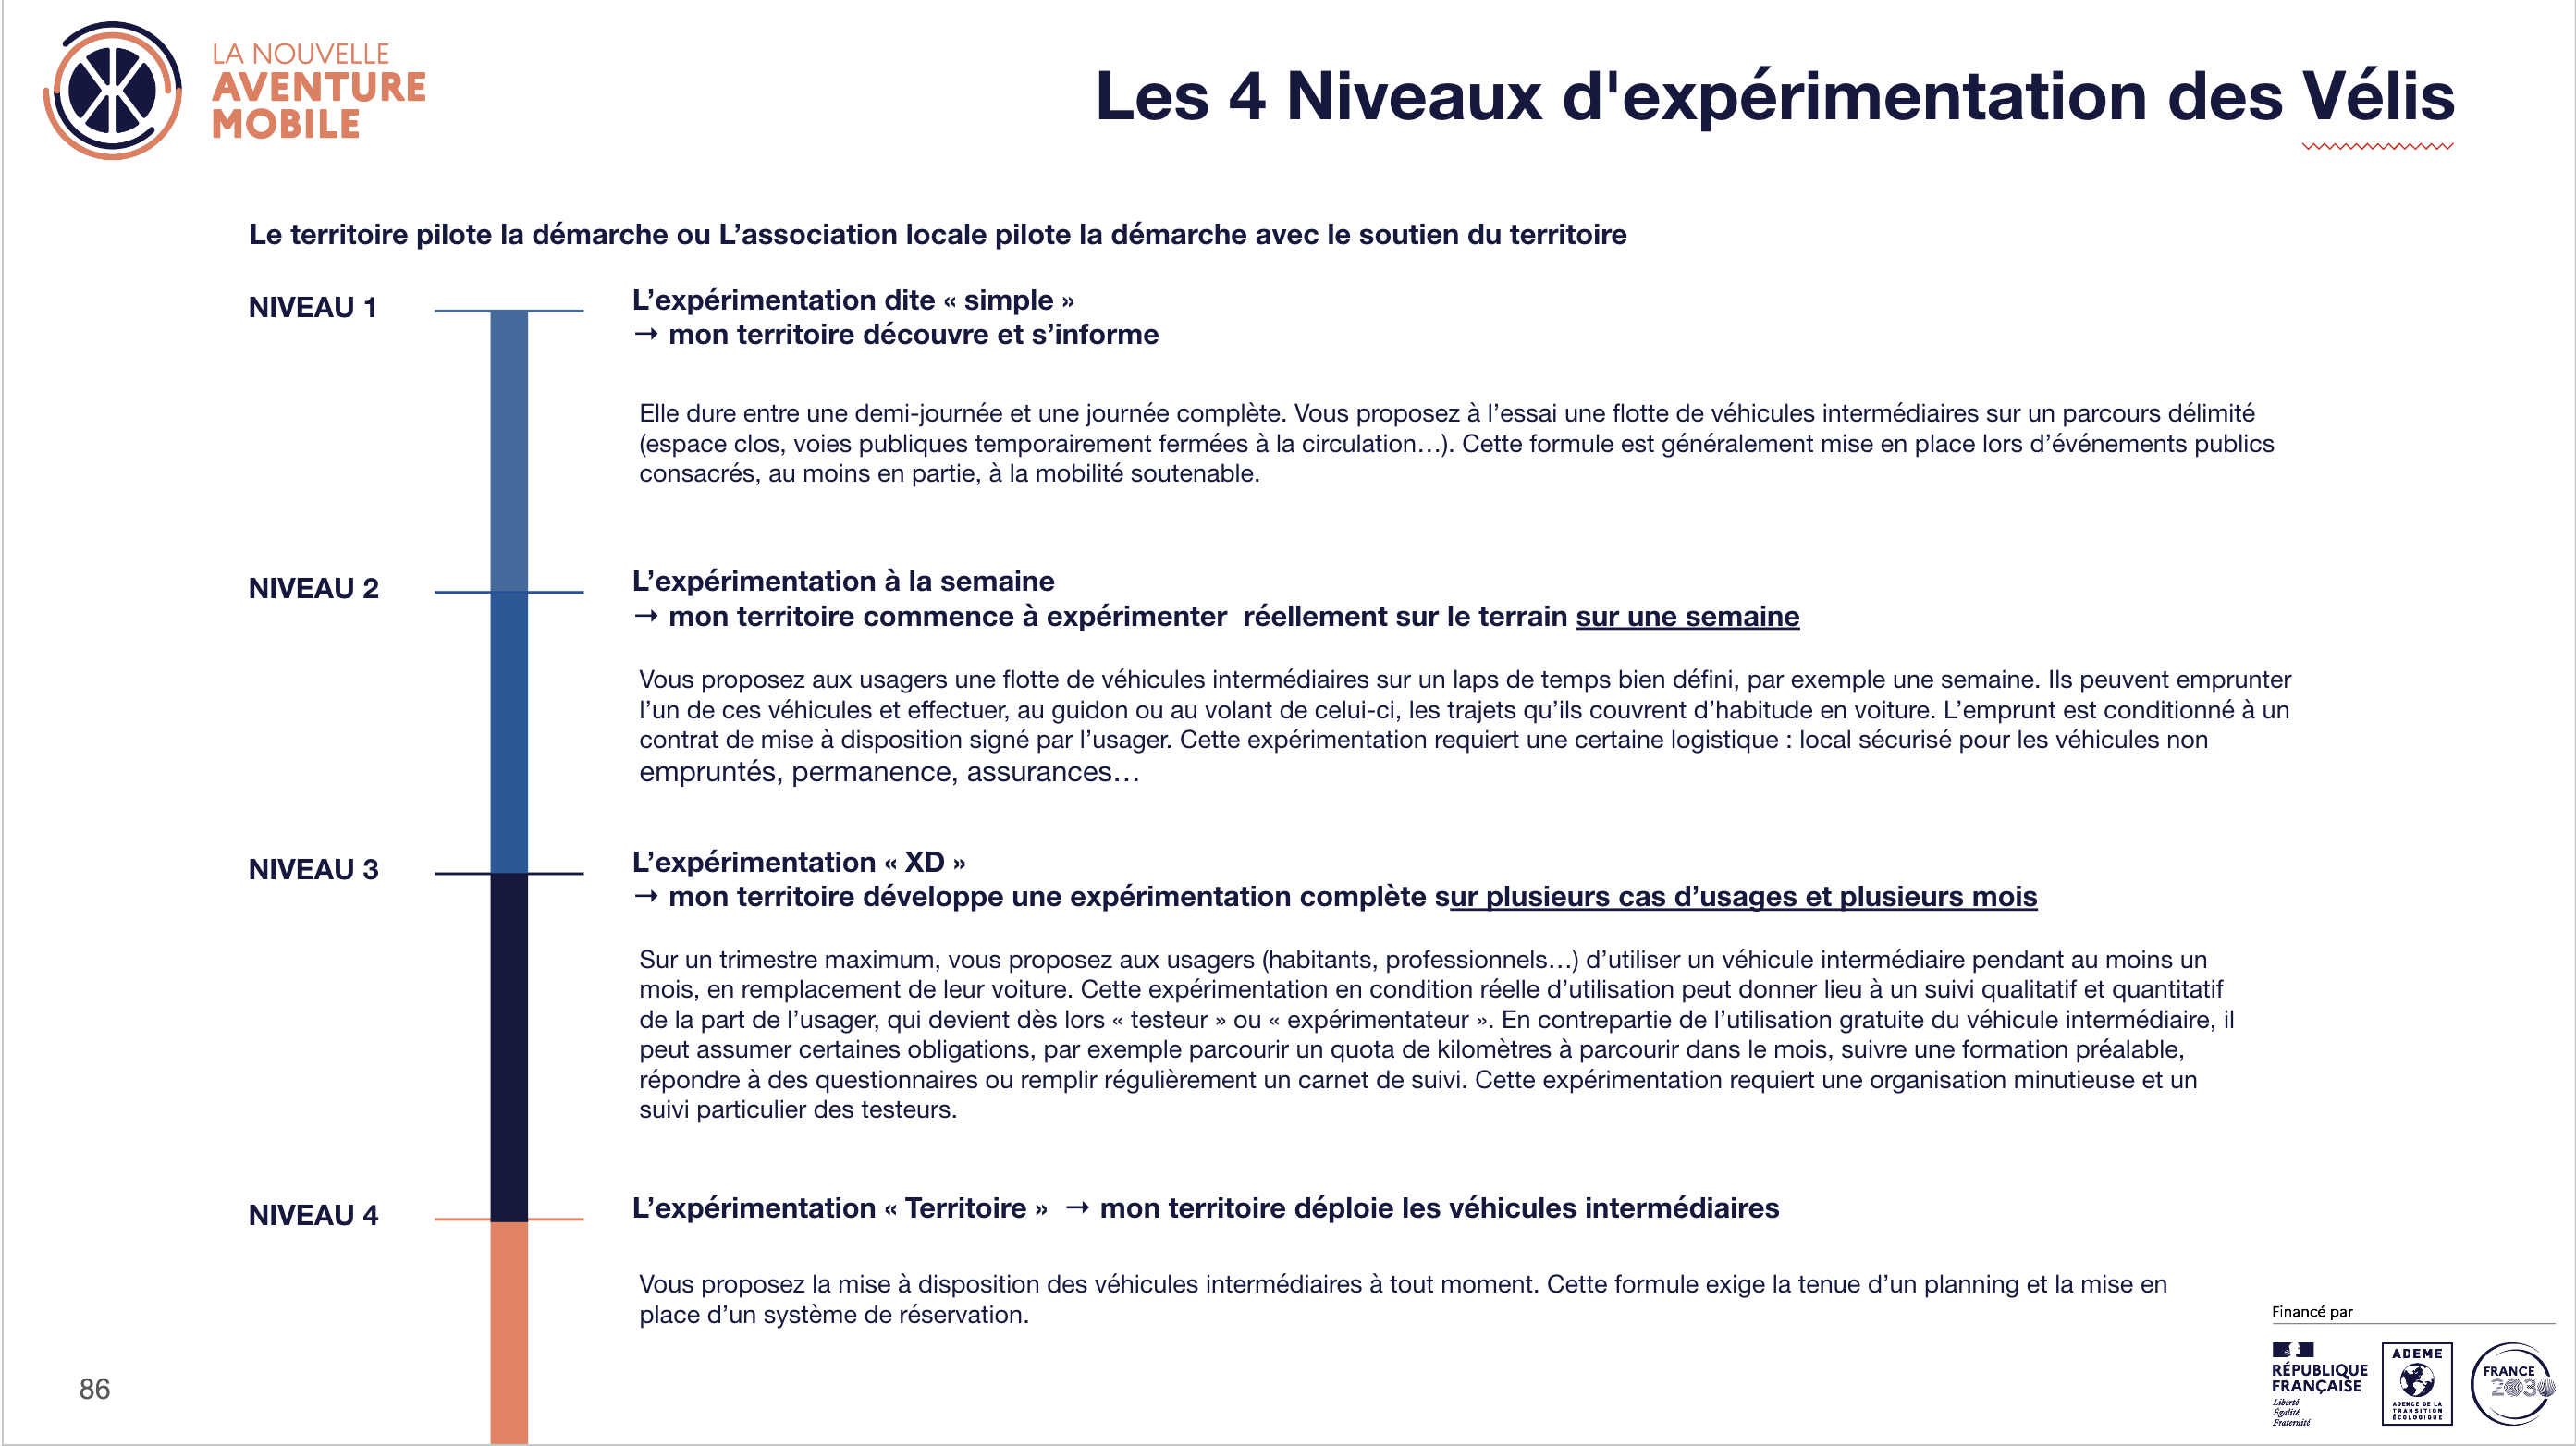 LA NOUVELLE
AVENTURE
MOBILE
Les 4 Niveaux d'expérimentation des Vélis
Le territoire pilote la démarche ou L’association locale pilote la démarche avec le soutien du territoire
NIVEAU 1
L’expérimentation dite « simple »
→ mon territoire découvre et s’informe
Elle dure entre une demi-journée et une journée complète. Vous proposez à l’essai une flotte de véhicules intermédiaires sur un parcours délimité
(espace clos, voies publiques temporairement fermées à la circulation…). Cette formule est généralement mise en place lors d’événements publics
consacrés, au moins en partie, à la mobilité soutenable.
NIVEAU 2
L’expérimentation à la semaine
→ mon territoire commence à expérimenter  réellement sur le terrain sur une semaine
Vous proposez aux usagers une flotte de véhicules intermédiaires sur un laps de temps bien défini, par exemple une semaine. Ils peuvent emprunter
l’un de ces véhicules et effectuer, au guidon ou au volant de celui-ci, les trajets qu’ils couvrent d’habitude en voiture. L’emprunt est conditionné à un
contrat de mise à disposition signé par l’usager. Cette expérimentation requiert une certaine logistique : local sécurisé pour les véhicules non
empruntés, permanence, assurances…
NIVEAU 3
L’expérimentation « XD »
→ mon territoire développe une expérimentation complète sur plusieurs cas d’usages et plusieurs mois
Sur un trimestre maximum, vous proposez aux usagers (habitants, professionnels…) d’utiliser un véhicule intermédiaire pendant au moins un
mois, en remplacement de leur voiture. Cette expérimentation en condition réelle d’utilisation peut donner lieu à un suivi qualitatif et quantitatif
de la part de l’usager, qui devient dès lors « testeur » ou « expérimentateur ». En contrepartie de l’utilisation gratuite du véhicule intermédiaire, il
peut assumer certaines obligations, par exemple parcourir un quota de kilomètres à parcourir dans le mois, suivre une formation préalable,
répondre à des questionnaires ou remplir régulièrement un carnet de suivi. Cette expérimentation requiert une organisation minutieuse et un
suivi particulier des testeurs.
NIVEAU 4
L’expérimentation « Territoire »  → mon territoire déploie les véhicules intermédiaires
Vous proposez la mise à disposition des véhicules intermédiaires à tout moment. Cette formule exige la tenue d’un planning et la mise en
place d’un système de réservation.
Financé par
RÉPUBLIQUE
FRANÇAISE
Liberté
Égalité
Fraternité
ADEME
AGENCE DE LA
TRANSITION
ÉCOLOGIQUE
FRANCE
2030
86